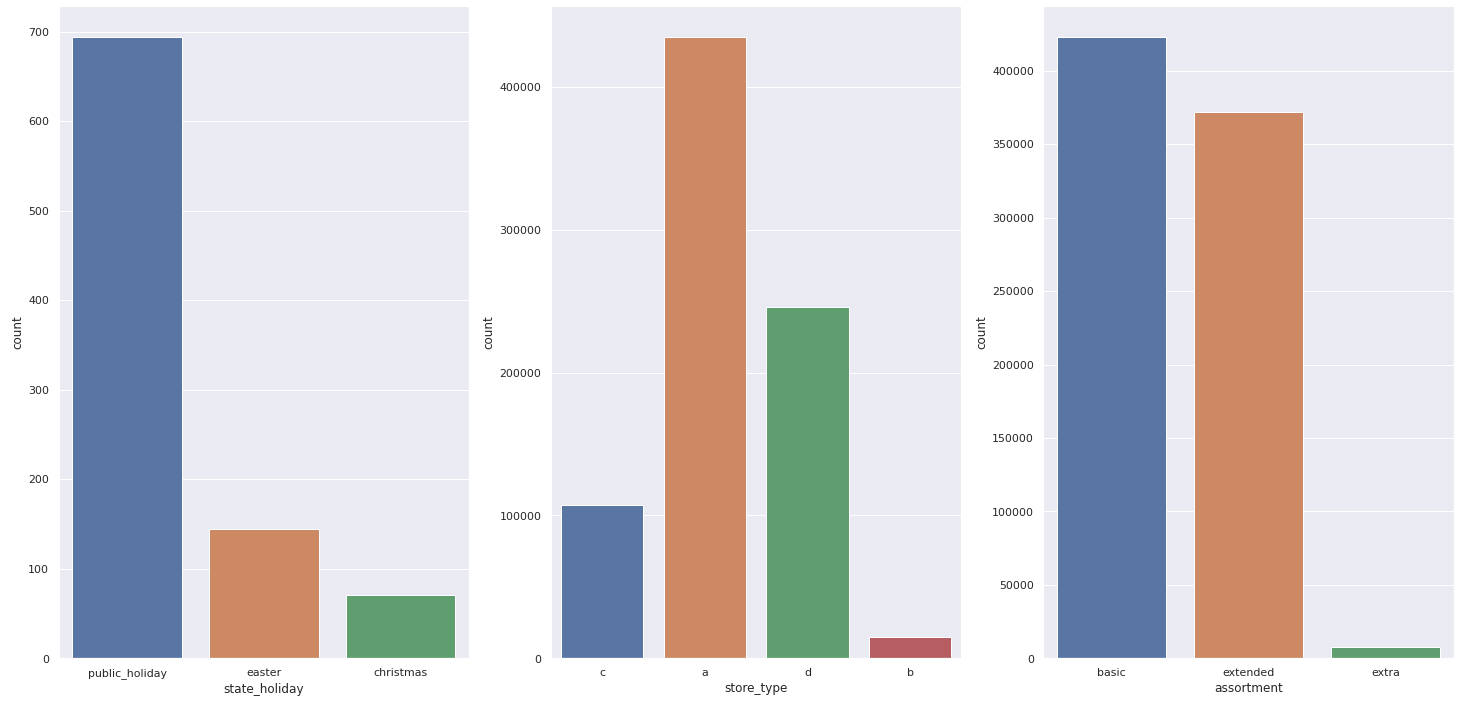 700
600
500
400
300
200
100
0
count
public_holiday easter christmas
state_holiday
400000
300000
200000
100000
0
count
c a d b
store_type
400000
350000
300000
250000
200000
150000
100000
50000
0
count
basic extended extra
assortment